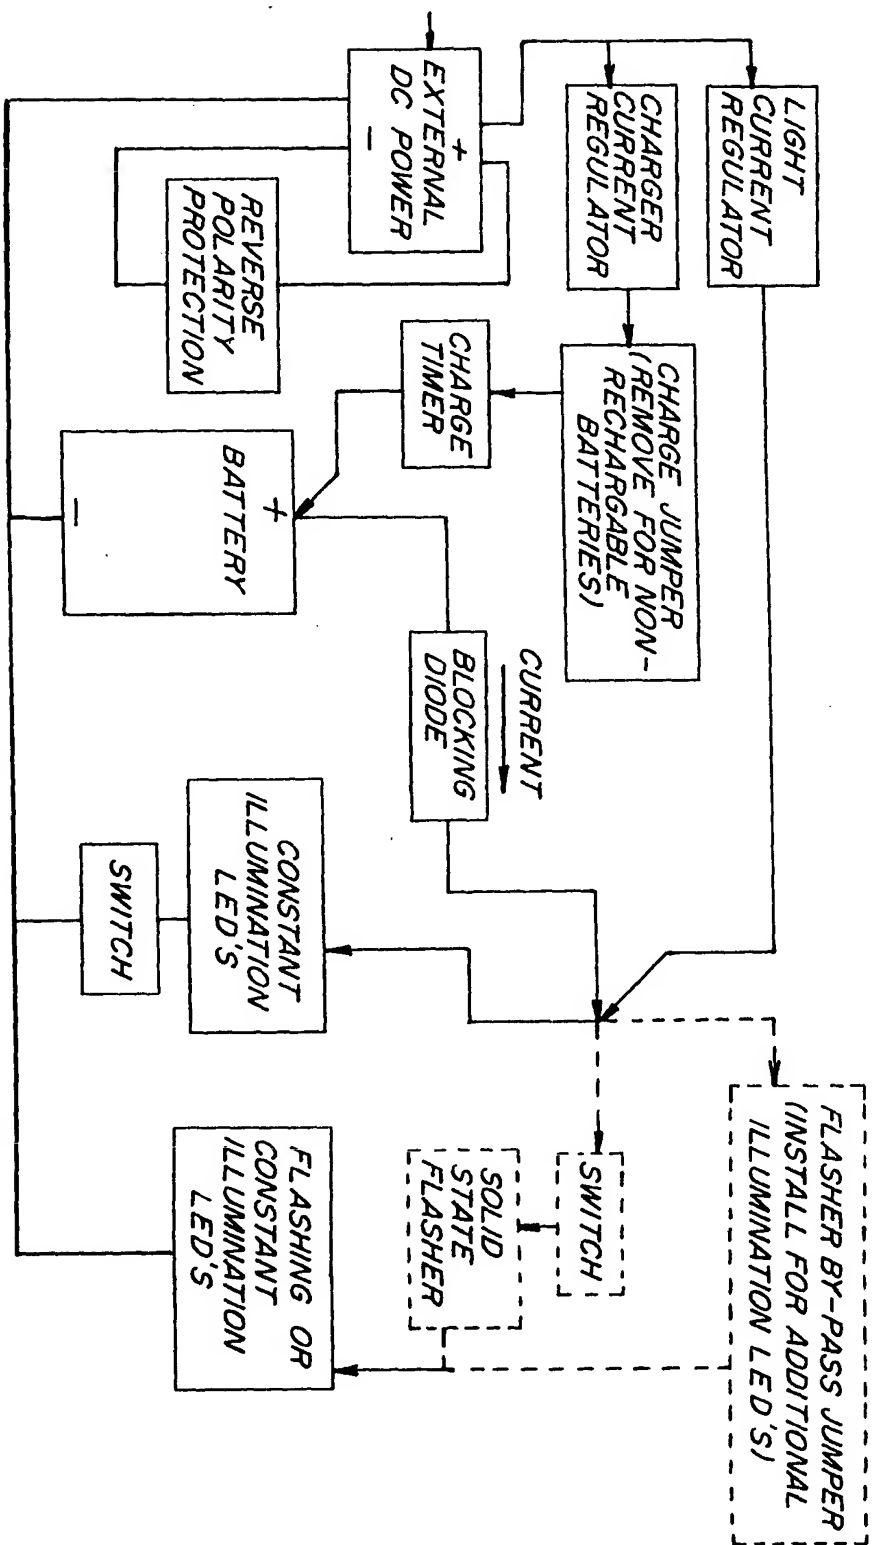 LIGHT
CURRENT
REGULATOR
CHARGER
CURRENT
REGULATOR
+
EXTERNAL
DC POWER
−
REVERSE
POLARITY
PROTECTION
CHARGE JUMPER
(REMOVE FOR NON-
RECHARGABLE
BATTERIES)
CHARGE
TIMER
+
BATTERY
−
CURRENT
BLOCKING
DIODE
CONSTANT
ILLUMINATION
LED'S
SWITCH
FLASHER BY-PASS JUMPER
(INSTALL FOR ADDITIONAL
ILLUMINATION LED'S)
SWITCH
SOLID
STATE
FLASHER
FLASHING OR
CONSTANT
ILLUMINATION
LED'S